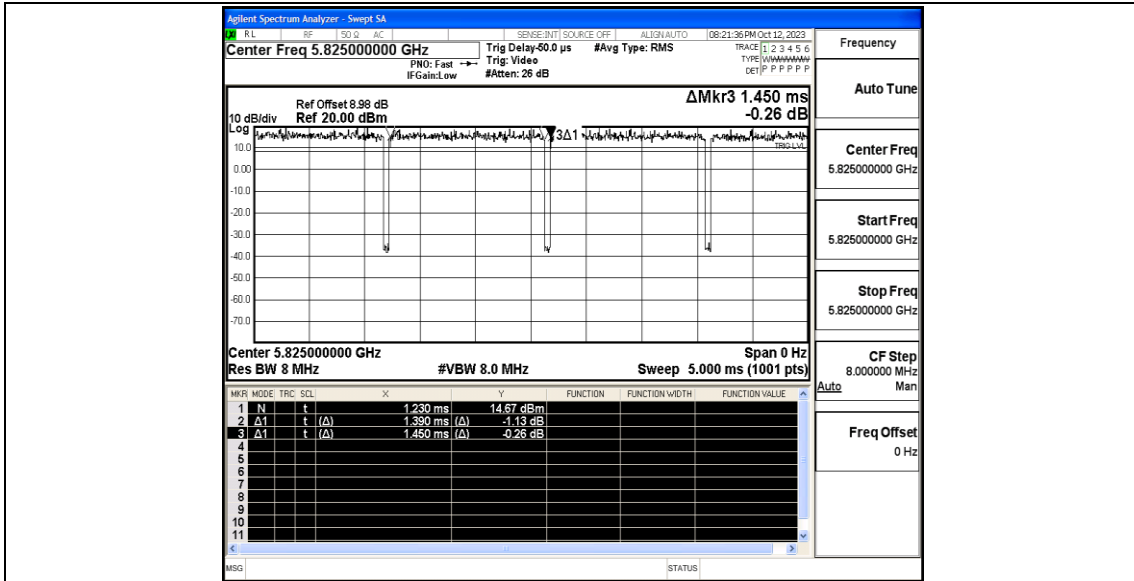 Agilent Spectrum Analyzer - Swept SA
LXI RL RF 50 Ω AC SENSE:INT SOURCE OFF ALIGN AUTO 08:21:36 PM Oct 12, 2023
Center Freq 5.825000000 GHz
PNO: Fast
IFGain:Low
Trig Delay-50.0 µs
Trig: Video
#Atten: 26 dB
#Avg Type: RMS
TRACE 1 2 3 4 5 6
TYPE
DET P P P P P P
ΔMkr3 1.450 ms
-0.26 dB
Ref Offset 8.98 dB
10 dB/div Ref 20.00 dBm
Log
3Δ1
TRIG LVL
10.0
0.00
-10.0
-20.0
-30.0
-40.0
-50.0
-60.0
-70.0
Center 5.825000000 GHz Span 0 Hz
Res BW 8 MHz #VBW 8.0 MHz Sweep 5.000 ms (1001 pts)
MKR MODE TRC SCL X Y FUNCTION FUNCTION WIDTH FUNCTION VALUE
1 N t 1.230 ms 14.67 dBm
2 Δ1 t (Δ) 1.390 ms (Δ) -1.13 dB
3 Δ1 t (Δ) 1.450 ms (Δ) -0.26 dB
4
5
6
7
8
9
10
11
MSG STATUS
Frequency
Auto Tune
Center Freq
5.825000000 GHz
Start Freq
5.825000000 GHz
Stop Freq
5.825000000 GHz
CF Step
8.000000 MHz
Auto Man
Freq Offset
0 Hz